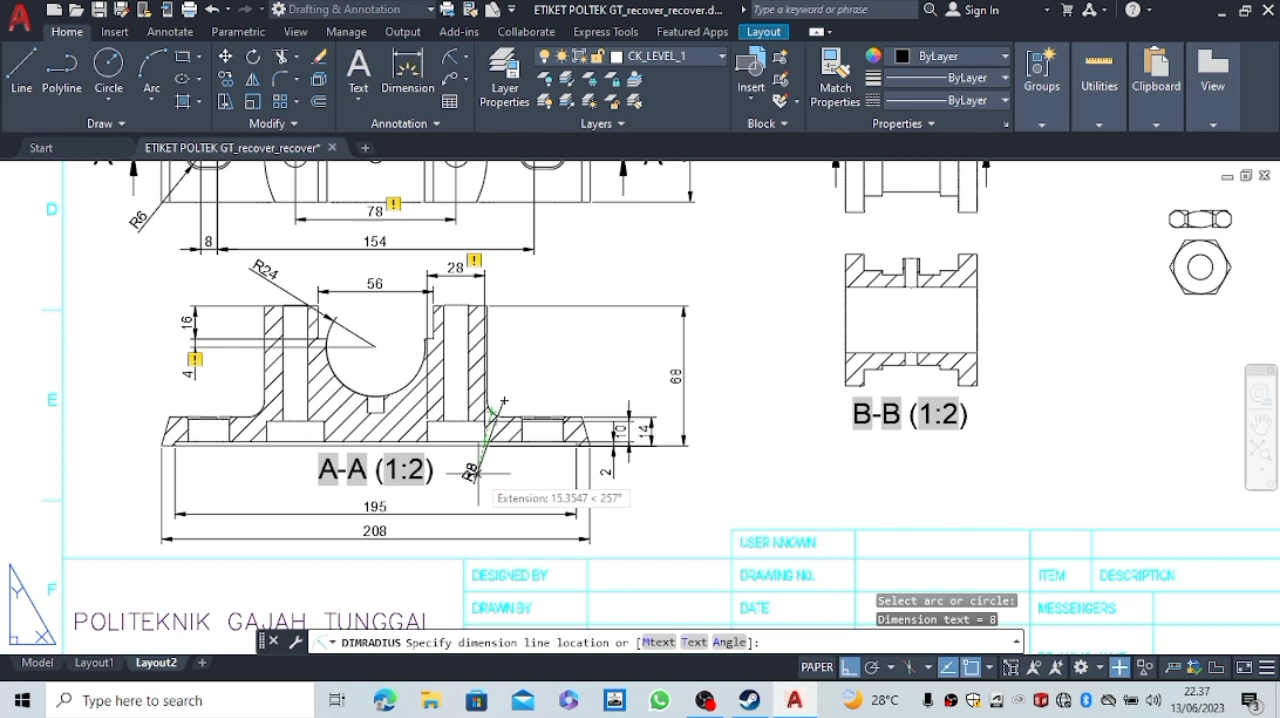 Drafting & Annotation
ETIKET POLTEK GT_recover_recover.d...
Type a keyword or phrase
Sign In
Home Insert Annotate Parametric View Manage Output Add-ins Collaborate Express Tools Featured Apps Layout
Line Polyline Circle Arc
Text Dimension
Layer Properties
CK_LEVEL_1
Insert
Match Properties
ByLayer
ByLayer
ByLayer
Groups Utilities Clipboard View
Draw Modify Annotation Layers Block Properties
Start ETIKET POLTEK GT_recover_recover*
D
R6
78
8
154
R24
56
28
16
4
68
E
10
14
2
R8
A-A (1:2)
B-B (1:2)
Extension: 15.3547 < 257°
195
208
F
Y
X
USER KNOWN
DESIGNED BY
DRAWING NO.
ITEM
DESCRIPTION
DRAWN BY
DATE
MESSENGERS
POLITEKNIK GAJAH TUNGGAL
Select arc or circle:
Dimension text = 8
DIMRADIUS Specify dimension line location or [Mtext Text Angle]:
Model Layout1 Layout2
PAPER
Type here to search
28°C
22.37
13/06/2023
3